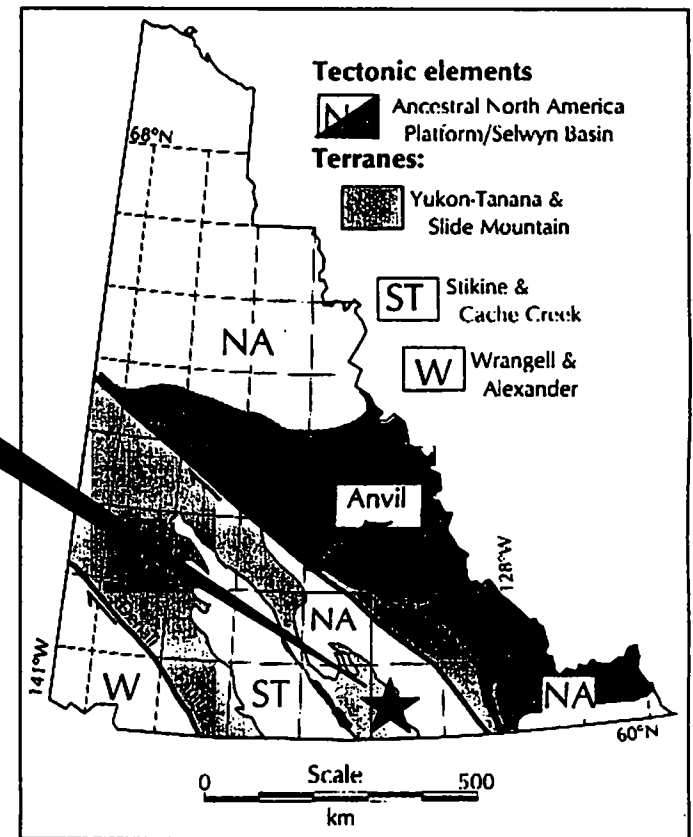 Tectonic elements
N
Ancestral North America
Platform/Selwyn Basin
Terranes:
Yukon-Tanana &
Slide Mountain
ST
Stikine &
Cache Creek
W
Wrangell &
Alexander
68°N
NA
Anvil
128°W
NA
141°W
W
ST
NA
60°N
0
Scale
500
km